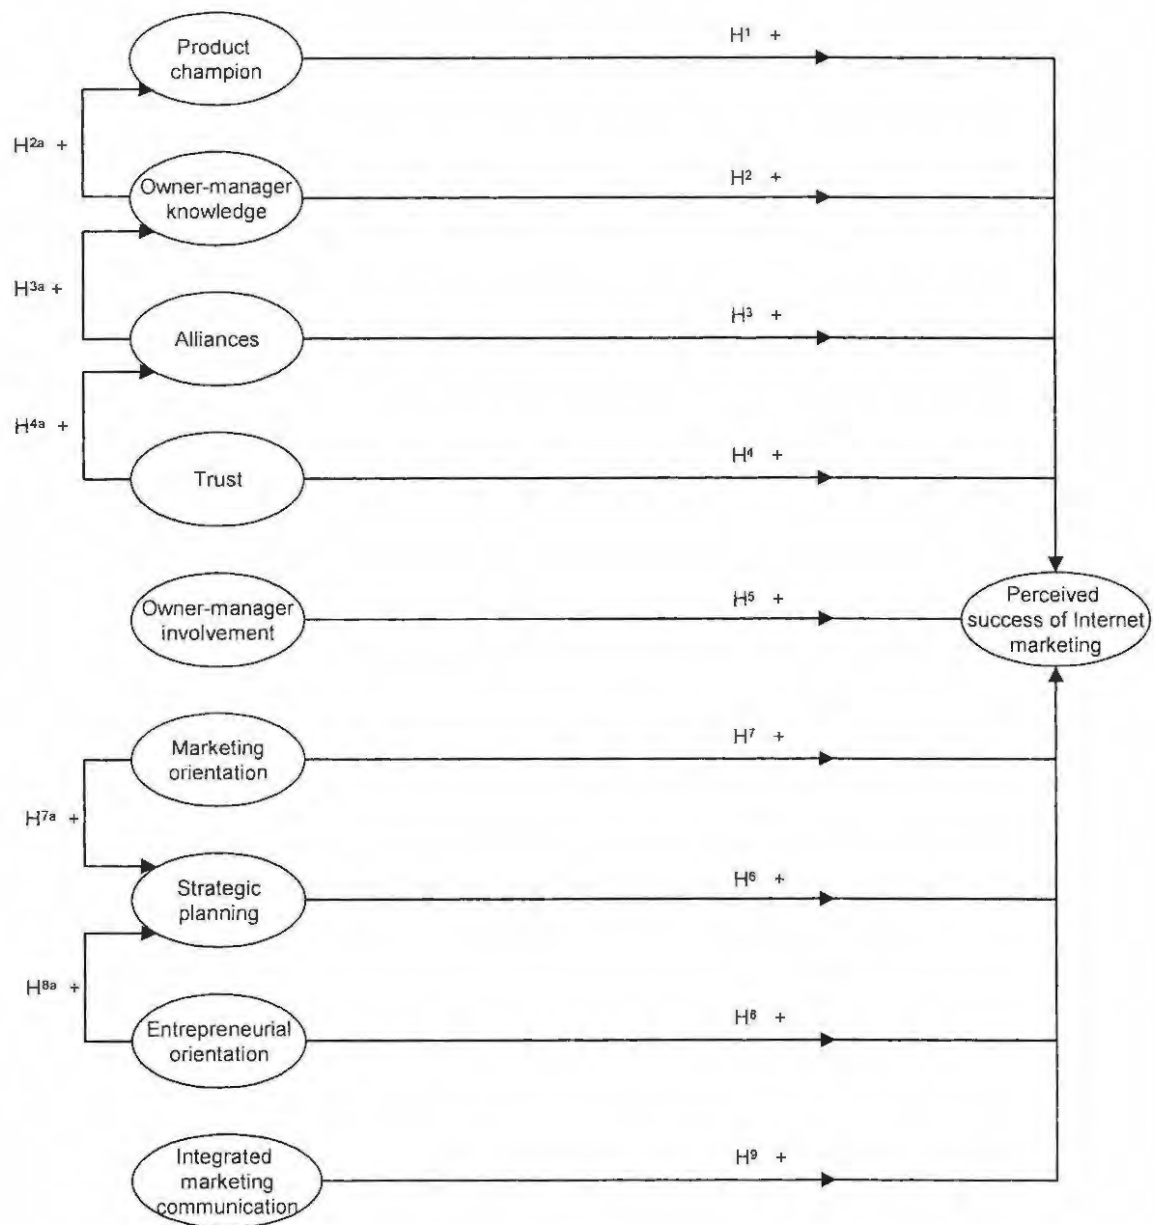 H1 +
Product
champion
H2a +
H2 +
Owner-manager
knowledge
H3a +
H3 +
Alliances
H4a +
H4 +
Trust
H5 +
Owner-manager
involvement
Perceived
success of Internet
marketing
H7 +
Marketing
orientation
H7a +
H6 +
Strategic
planning
H8a +
H8 +
Entrepreneurial
orientation
H9 +
Integrated
marketing
communication